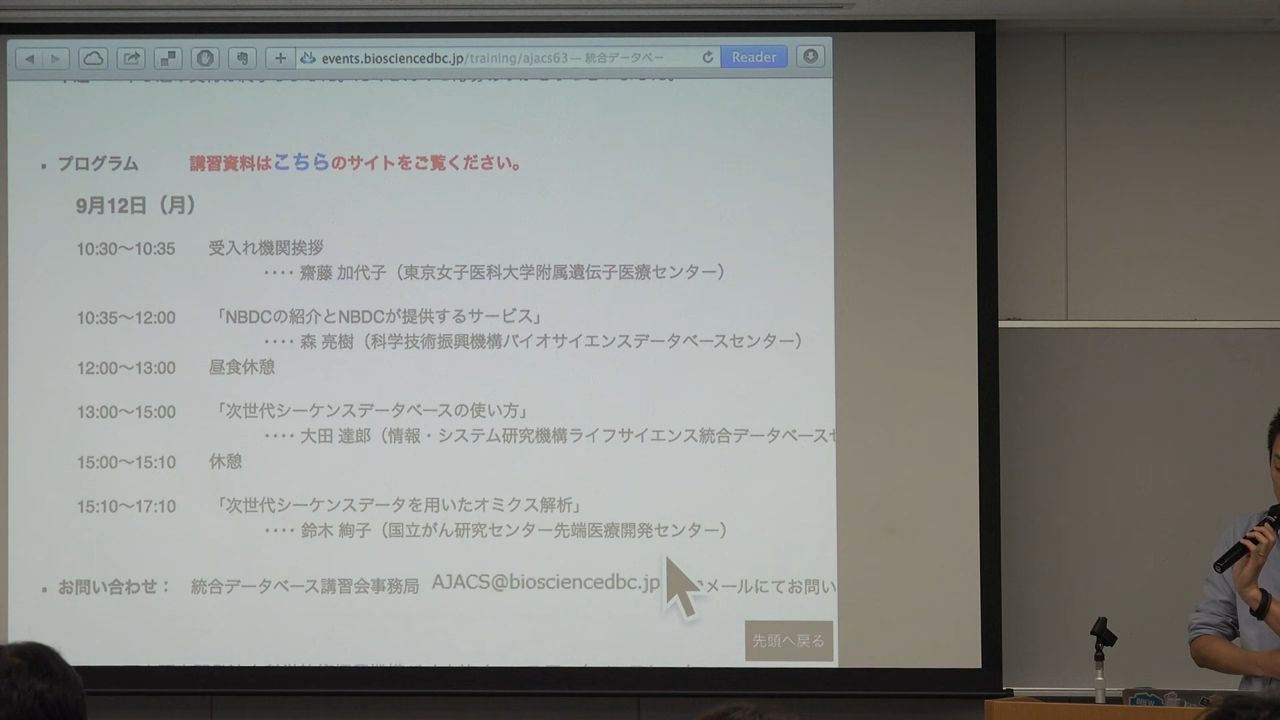 events.biosciencedbc.jp/training/ajacs63 — 統合データベー
Reader
プログラム 講習資料はこちらのサイトをご覧ください。
9月12日（月）
10:30〜10:35 受入れ機関挨拶
････ 齋藤 加代子（東京女子医科大学附属遺伝子医療センター）
10:35〜12:00 「NBDCの紹介とNBDCが提供するサービス」
････ 森 亮樹（科学技術振興機構バイオサイエンスデータベースセンター）
12:00〜13:00 昼食休憩
13:00〜15:00 「次世代シーケンスデータベースの使い方」
････ 大田 達郎（情報・システム研究機構ライフサイエンス統合データベースセ
15:00〜15:10 休憩
15:10〜17:10 「次世代シーケンスデータを用いたオミクス解析」
････ 鈴木 絢子（国立がん研究センター先端医療開発センター）
お問い合わせ： 統合データベース講習会事務局 AJACS@biosciencedbc.jp メールにてお問い
先頭へ戻る